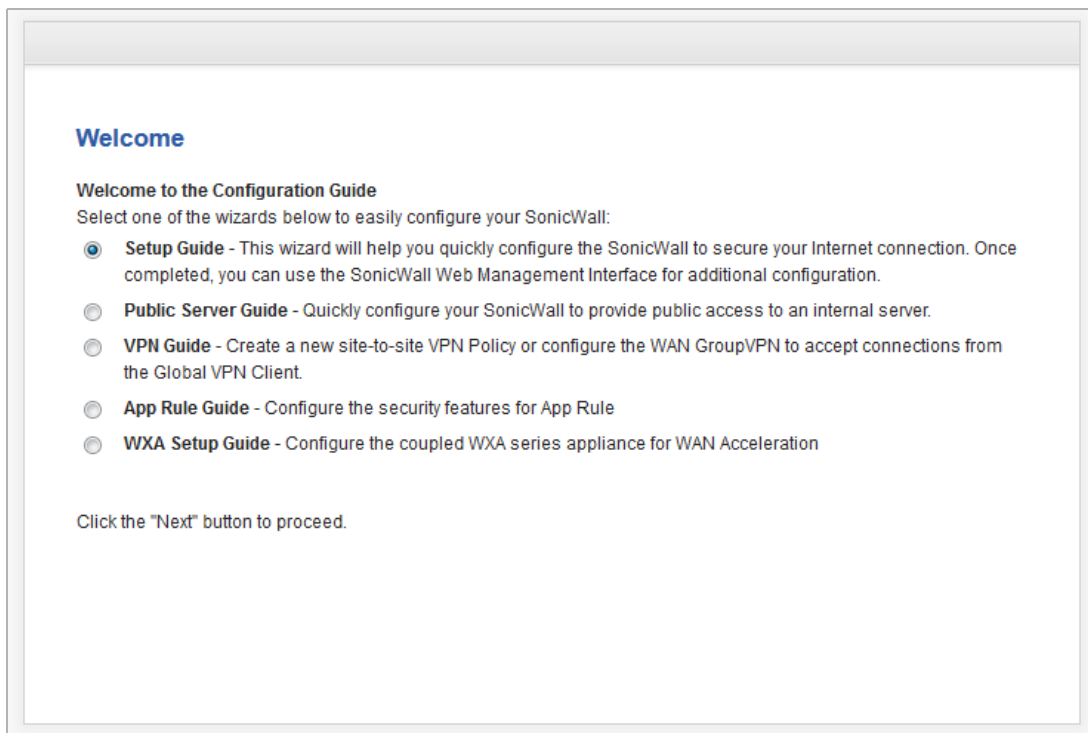 Welcome
Welcome to the Configuration Guide
Select one of the wizards below to easily configure your SonicWall:
Setup Guide - This wizard will help you quickly configure the SonicWall to secure your Internet connection. Once
completed, you can use the SonicWall Web Management Interface for additional configuration.
Public Server Guide - Quickly configure your SonicWall to provide public access to an internal server.
VPN Guide - Create a new site-to-site VPN Policy or configure the WAN GroupVPN to accept connections from
the Global VPN Client.
App Rule Guide - Configure the security features for App Rule
WXA Setup Guide - Configure the coupled WXA series appliance for WAN Acceleration
Click the "Next" button to proceed.